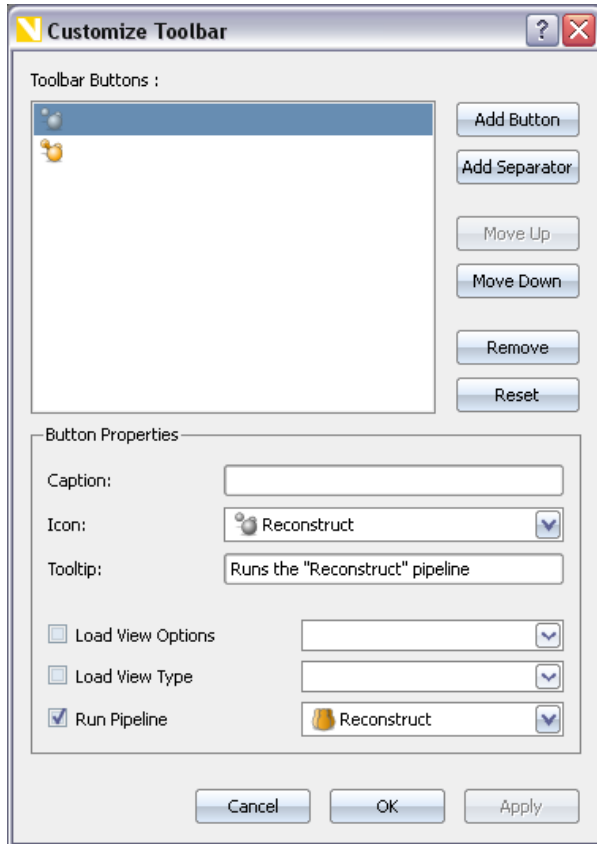 Customize Toolbar
Toolbar Buttons :
Add Button
Add Separator
Move Up
Move Down
Remove
Reset
Button Properties
Caption:
Icon: Reconstruct
Tooltip: Runs the "Reconstruct" pipeline
Load View Options
Load View Type
Run Pipeline Reconstruct
Cancel OK Apply